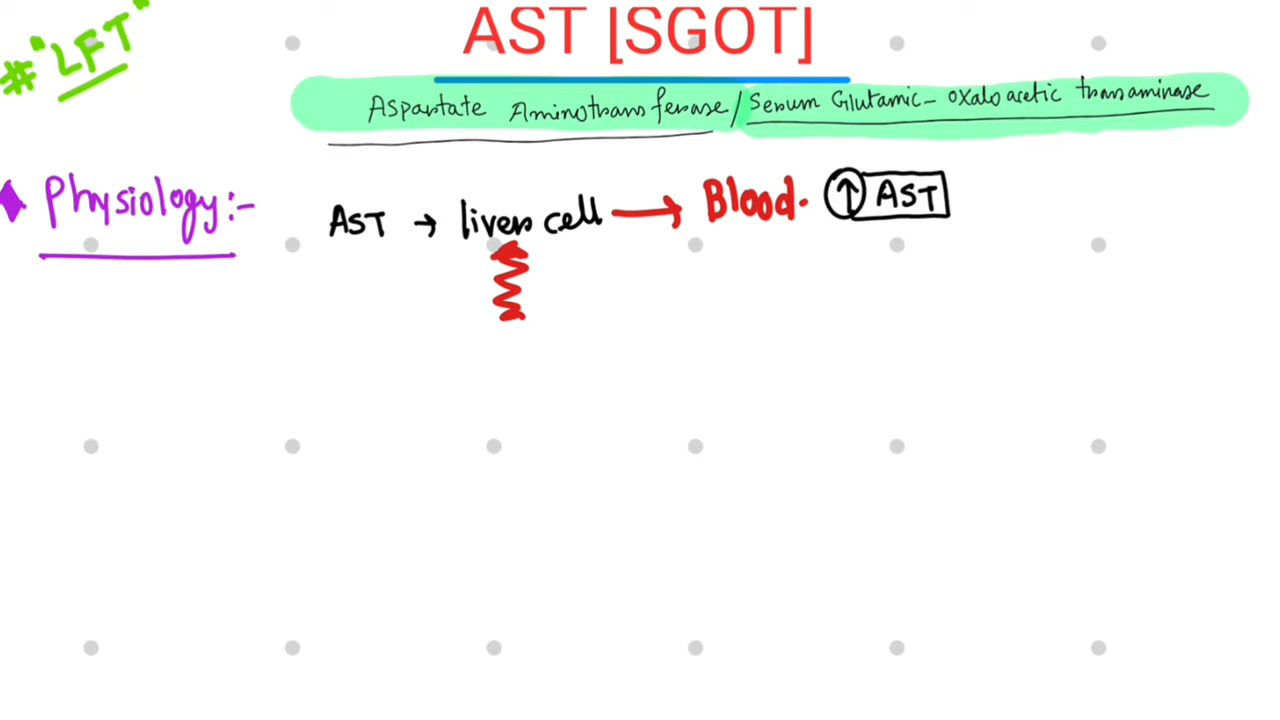 # "LFT"
AST [SGOT]
Aspartate Aminotransferase / Serum Glutamic - oxaloacetic transaminase
Physiology:-
AST → liver cell → Blood. ↑ AST